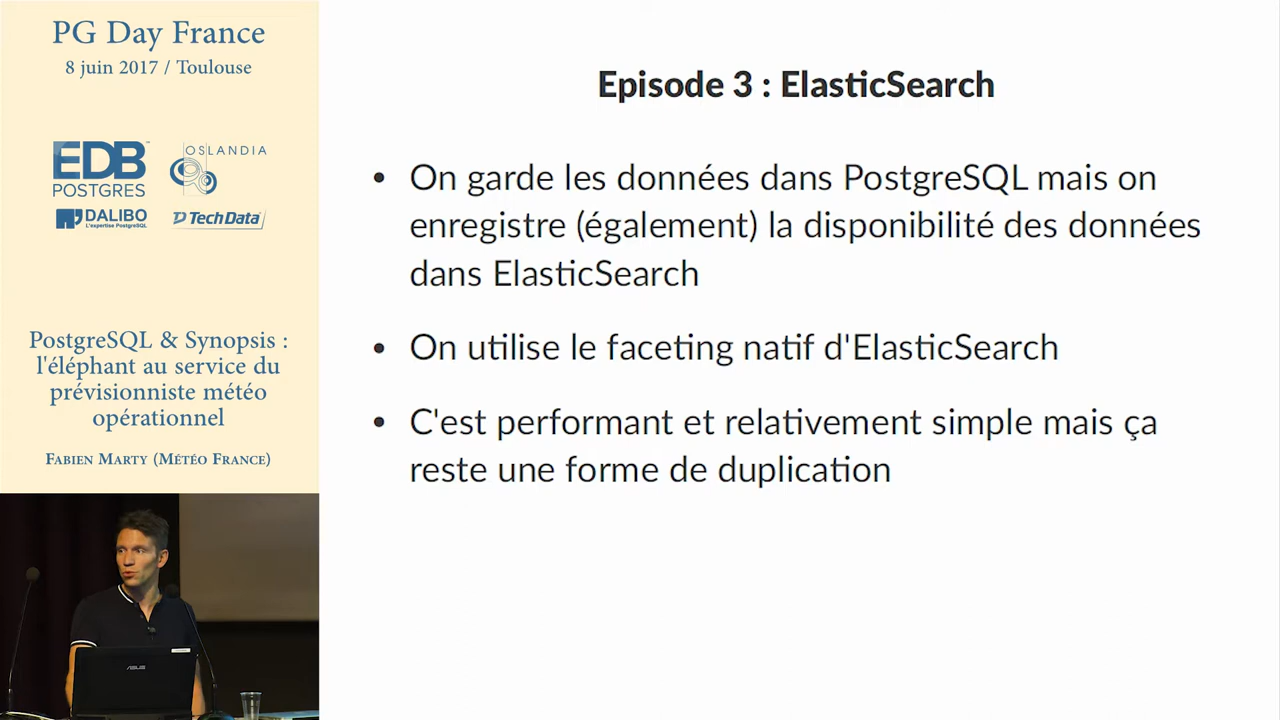 PG Day France
8 juin 2017 / Toulouse
EDB
POSTGRES
OSLANDIA
DALIBO
L'expertise PostgreSQL
TechData
PostgreSQL & Synopsis :
l'éléphant au service du
prévisionniste météo
opérationnel
Fabien Marty (Météo France)
ASUS
Episode 3 : ElasticSearch
• On garde les données dans PostgreSQL mais on
enregistre (également) la disponibilité des données
dans ElasticSearch
• On utilise le faceting natif d'ElasticSearch
• C'est performant et relativement simple mais ça
reste une forme de duplication